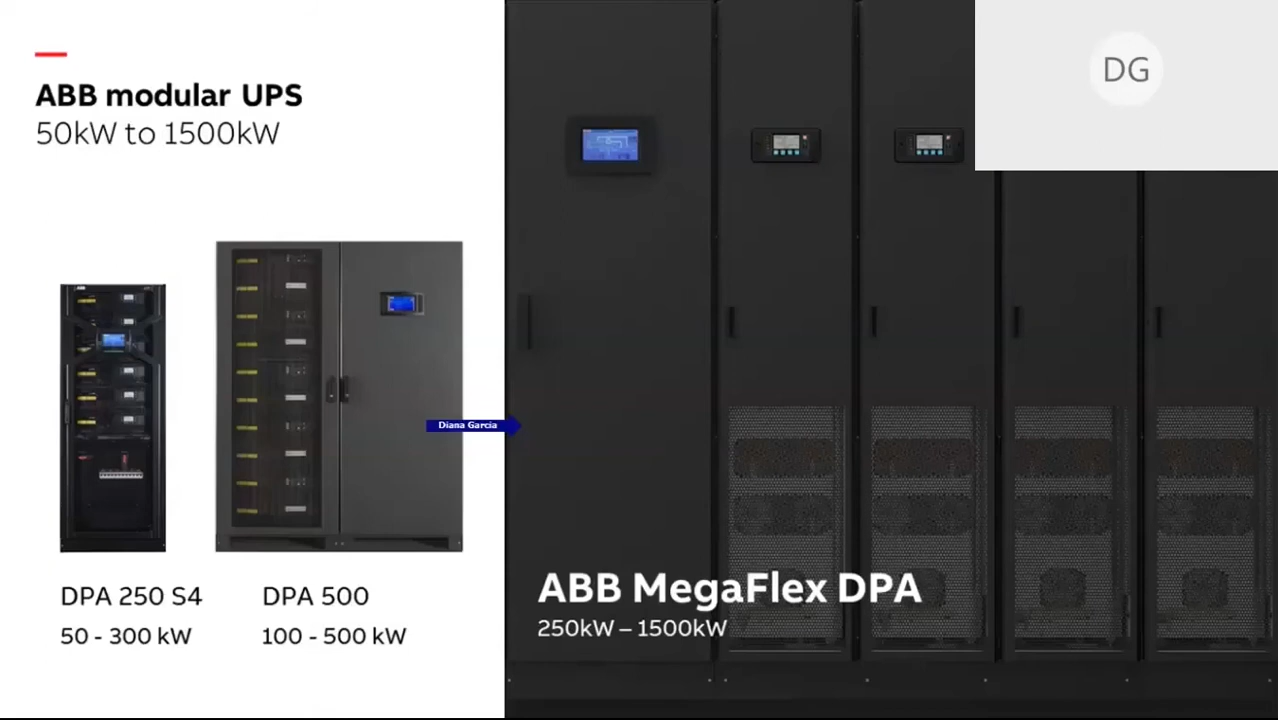 ABB modular UPS
50kW to 1500kW
DG
ABB
Diana Garcia
DPA 250 S4
50 - 300 kW
DPA 500
100 - 500 kW
ABB MegaFlex DPA
250kW – 1500kW